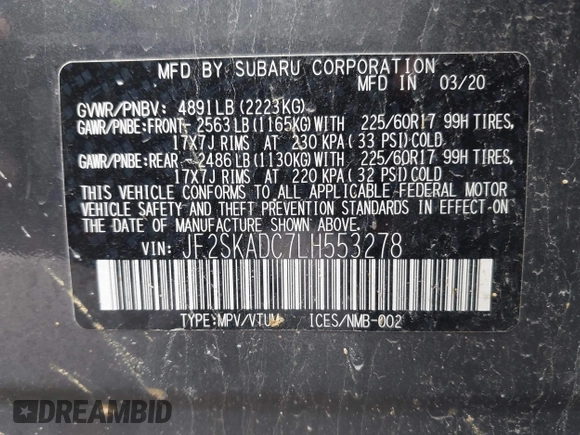 MFD BY SUBARU CORPORATION
MFD IN 03/20
GVWR/PNBV: 4891LB(2223KG)
GAWR/PNBE:FRONT- 2563LB(1165KG)WITH 225/60R17 99H TIRES,
17X7J RIMS AT 230 KPA(33 PSI)COLD
GAWR/PNBE:REAR -2486LB(1130KG)WITH 225/60R17 99H TIRES,
17X7J RIMS AT 220 KPA(32 PSI)COLD
THIS VEHICLE CONFORMS TO ALL APPLICABLE FEDERAL MOTOR
VEHICLE SAFETY AND THEFT PREVENTION STANDARDS IN EFFECT ON
THE DATE OF MANUFACTURE SHOWN ABOVE.
VIN: JF2SKADC7LH553278
TYPE:MPV/VTUM ICES/NMB-002
DREAMBID